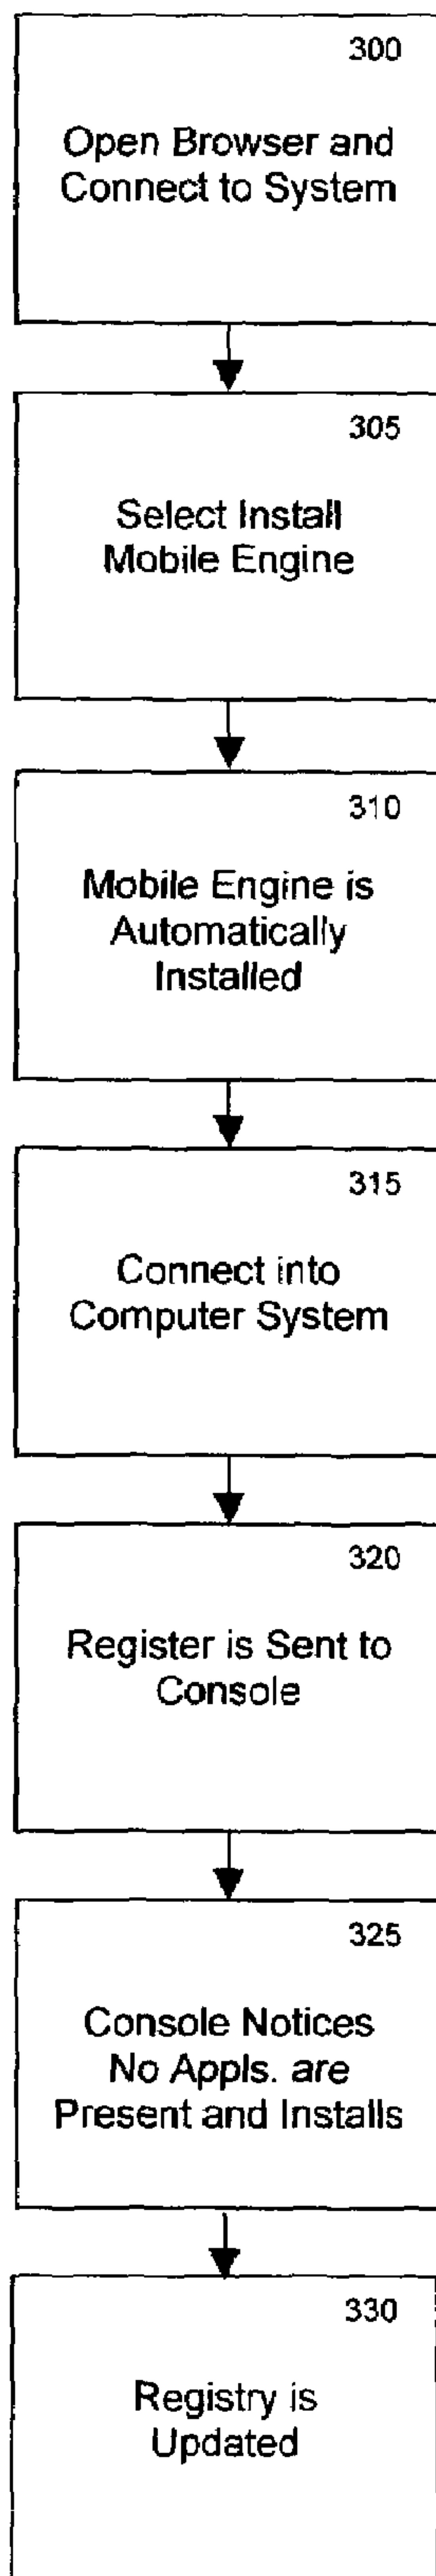 300
Open Browser and
Connect to System
305
Select Install
Mobile Engine
310
Mobile Engine is
Automatically
Installed
315
Connect into
Computer System
320
Register is Sent to
Console
325
Console Notices
No Appls. are
Present and Installs
330
Registry is
Updated